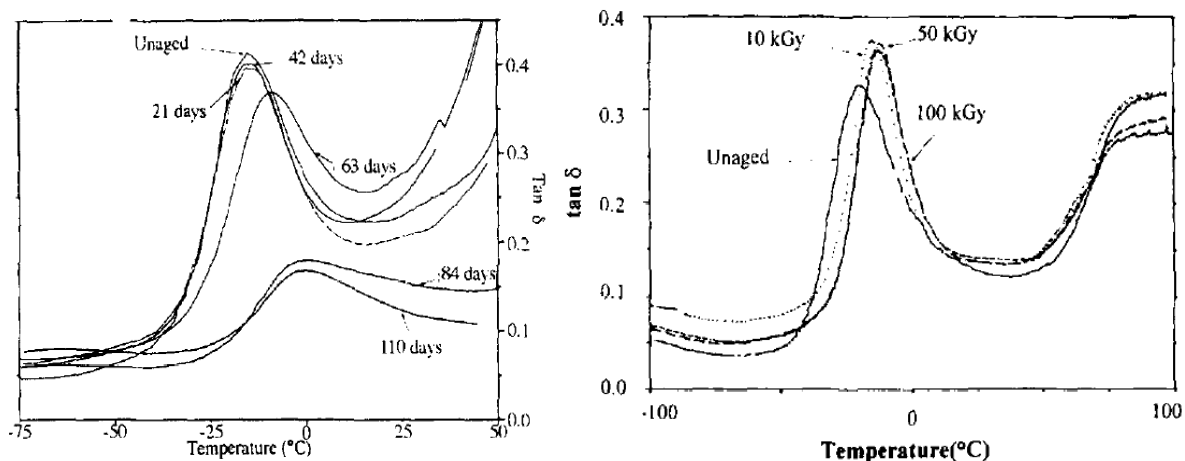 Unaged
42 days
21 days
63 days
84 days
110 days
0.4
0.3
0.2
0.1
0.0
Tan δ
-75
-50
-25
0
25
50
Temperature (°C)
0.4
0.3
0.2
0.1
0.0
tan δ
10 kGy
50 kGy
100 kGy
Unaged
-100
0
100
Temperature(°C)